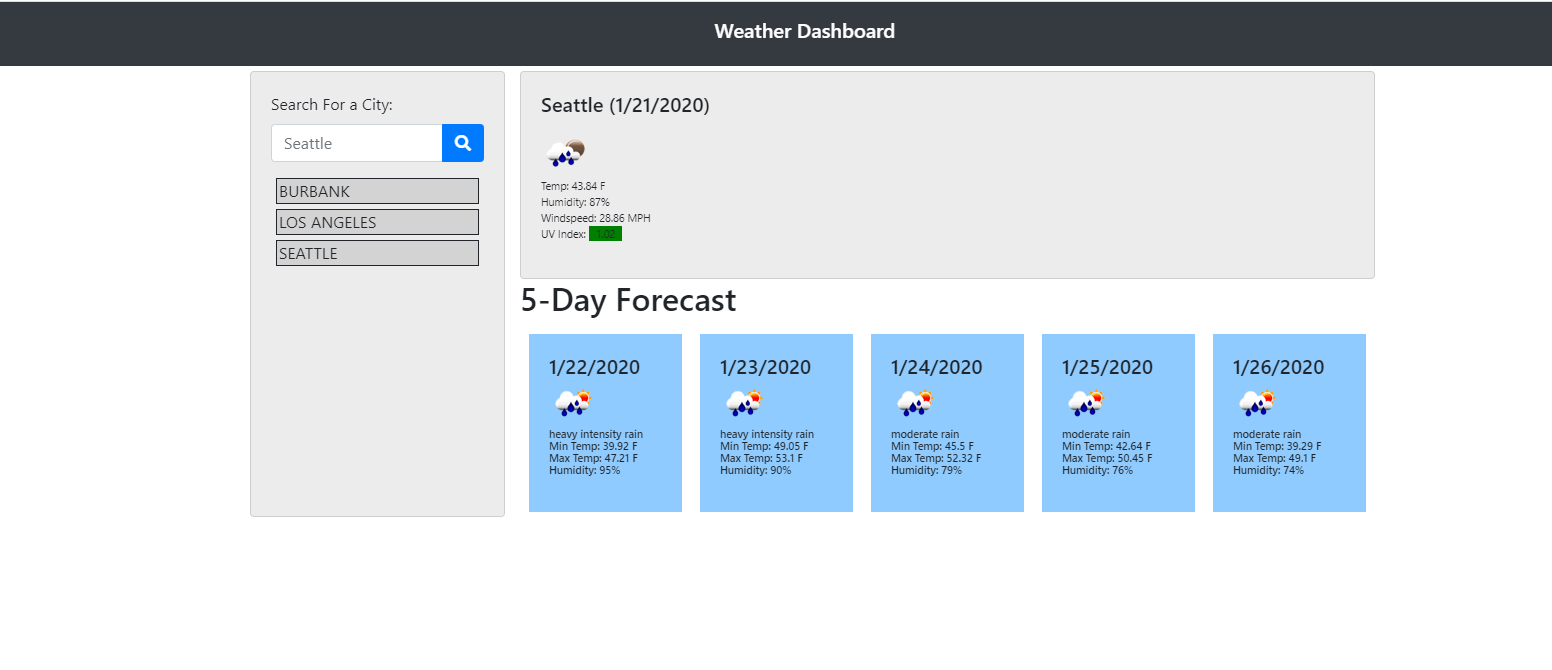 Weather Dashboard
Search For a City:
Seattle
BURBANK
LOS ANGELES
SEATTLE
Seattle (1/21/2020)
Temp: 43.84 F
Humidity: 87%
Windspeed: 28.86 MPH
UV Index: 1.02
5-Day Forecast
1/22/2020
heavy intensity rain
Min Temp: 39.92 F
Max Temp: 47.21 F
Humidity: 95%
1/23/2020
heavy intensity rain
Min Temp: 49.05 F
Max Temp: 53.1 F
Humidity: 90%
1/24/2020
moderate rain
Min Temp: 45.5 F
Max Temp: 52.32 F
Humidity: 79%
1/25/2020
moderate rain
Min Temp: 42.64 F
Max Temp: 50.45 F
Humidity: 76%
1/26/2020
moderate rain
Min Temp: 39.29 F
Max Temp: 49.1 F
Humidity: 74%